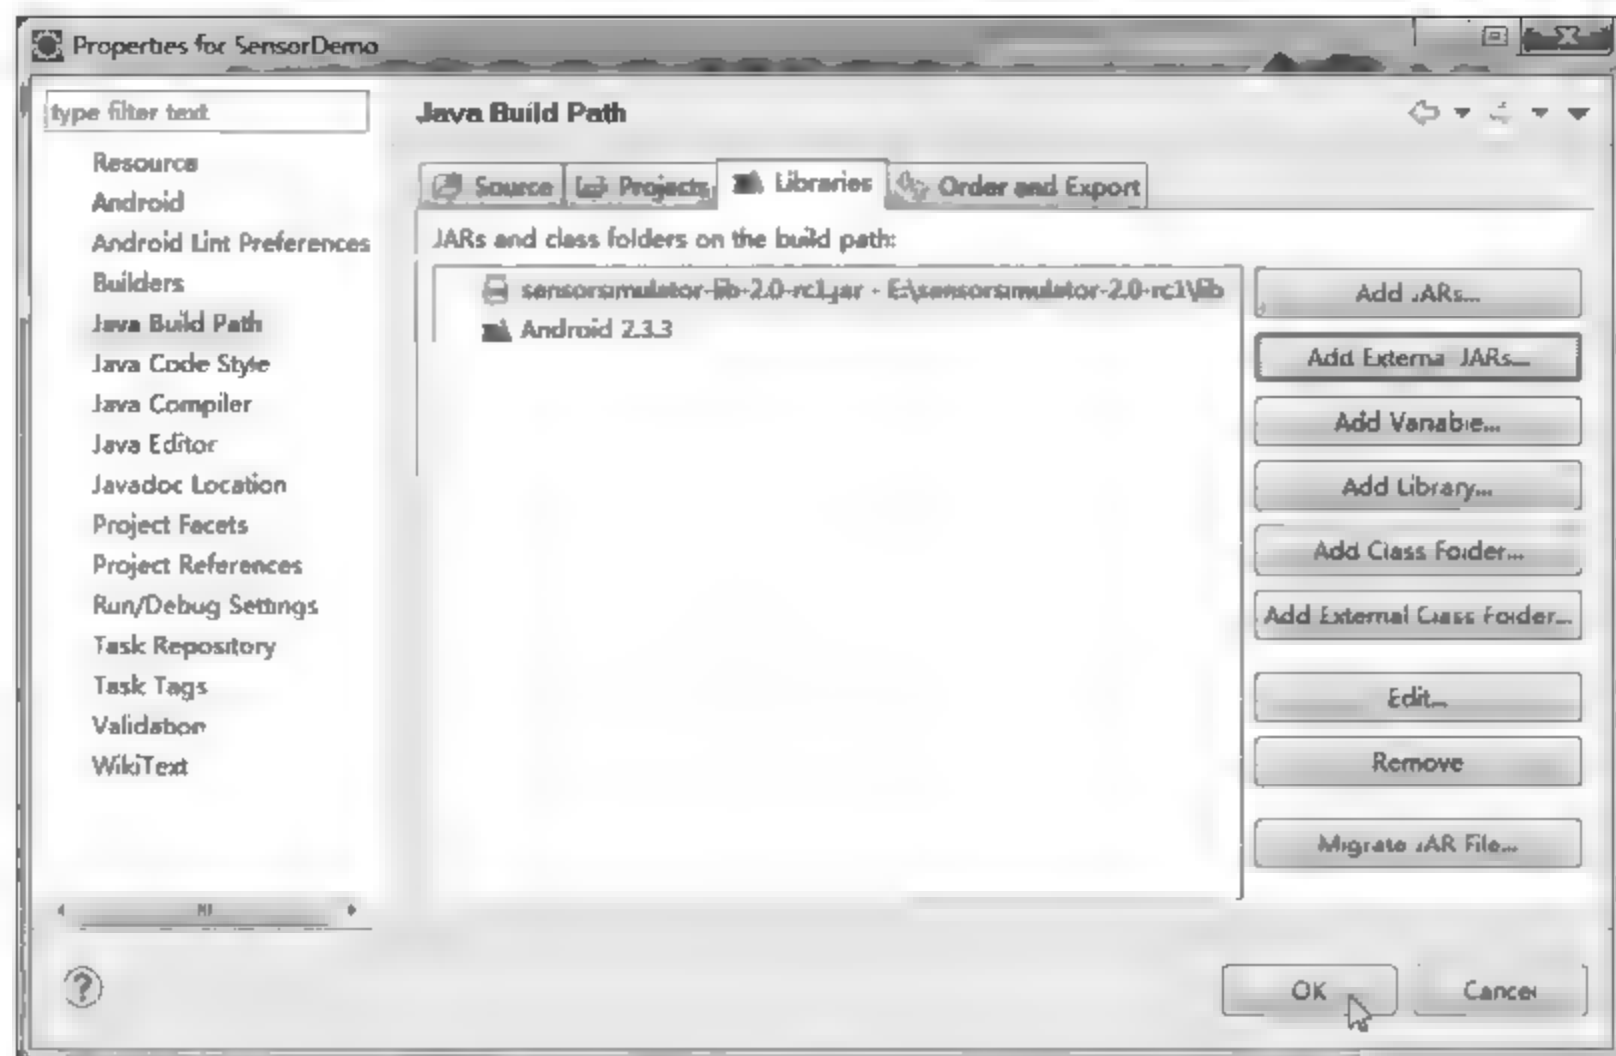 Properties for SensorDemo
type filter text
Resource
Android
Android Lint Preferences
Builders
Java Build Path
Java Code Style
Java Compiler
Java Editor
Javadoc Location
Project Facets
Project References
Run/Debug Settings
Task Repository
Task Tags
Validation
WikiText
Java Build Path
Source Projects Libraries Order and Export
JARs and class folders on the build path:
sensorsimulator-lib-2.0-rc1.jar - E:\sensorsimulator-2.0-rc1\lib
Android 2.3.3
Add JARs...
Add External JARs...
Add Variable...
Add Library...
Add Class Folder...
Add External Class Folder...
Edit...
Remove
Migrate JAR File...
OK Cancel